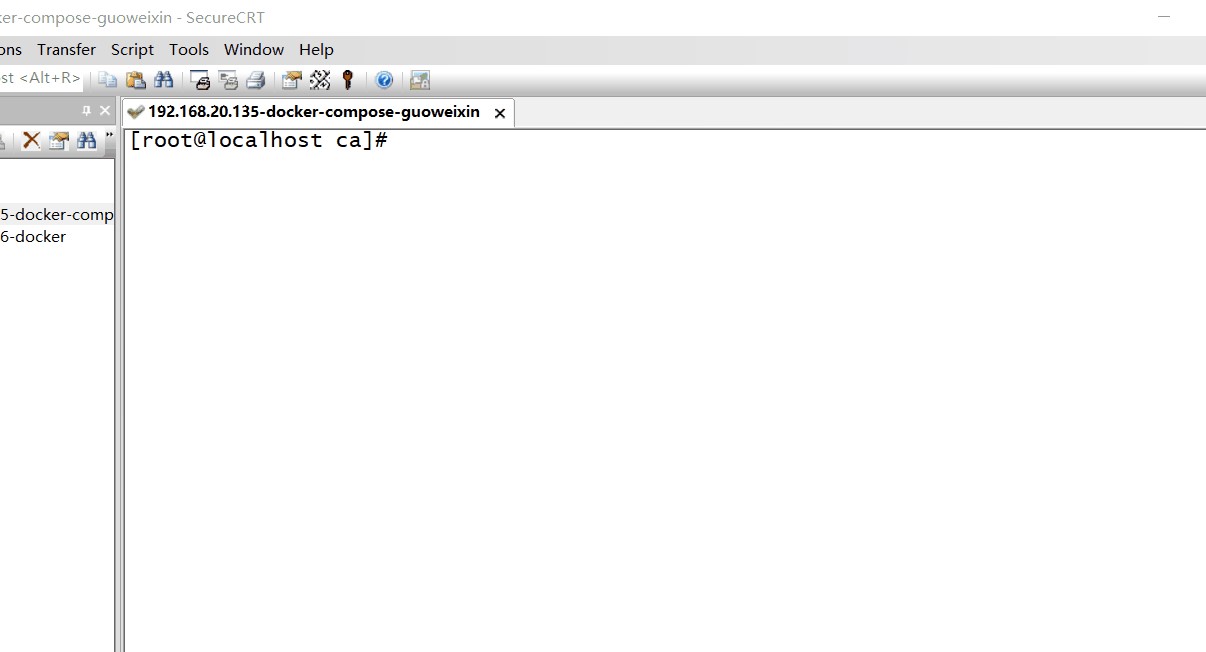 er-compose-guoweixin - SecureCRT
ons Transfer Script Tools Window Help
st <Alt+R>
192.168.20.135-docker-compose-guoweixin
[root@localhost ca]#
5-docker-comp
6-docker